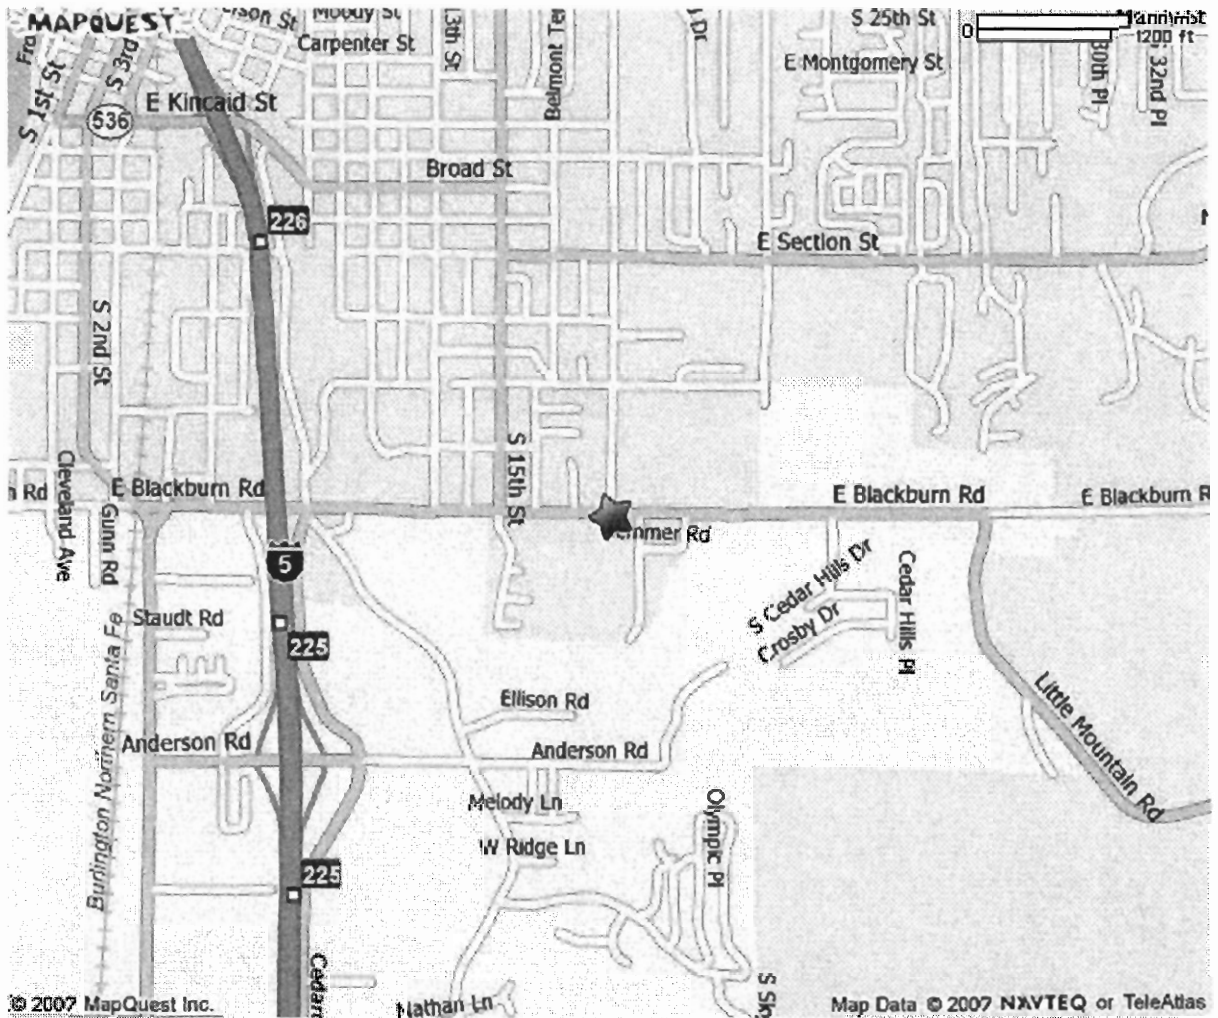 MAPQUEST
Moody St
S 25th St
0
1200 ft
Carpenter St
E Montgomery St
S 1st St
S 3rd
Belmont Ter
30th Pl
S 32nd Pl
536
E Kincaid St
Broad St
226
E Section St
S 2nd St
Cleveland Ave
Gunn Rd
E Blackburn Rd
S 15th St
E Blackburn Rd
E Blackburn R
5
S Cedar Hills Dr
Crosby Dr
Cedar Hills Pl
Staudt Rd
225
Burlington Northern Santa Fe
Ellison Rd
Anderson Rd
Anderson Rd
Little Mountain Rd
Melody Ln
Olympic Pl
W Ridge Ln
225
Nathan Ln
© 2007 MapQuest Inc.
Map Data © 2007 NAVTEQ or TeleAtlas